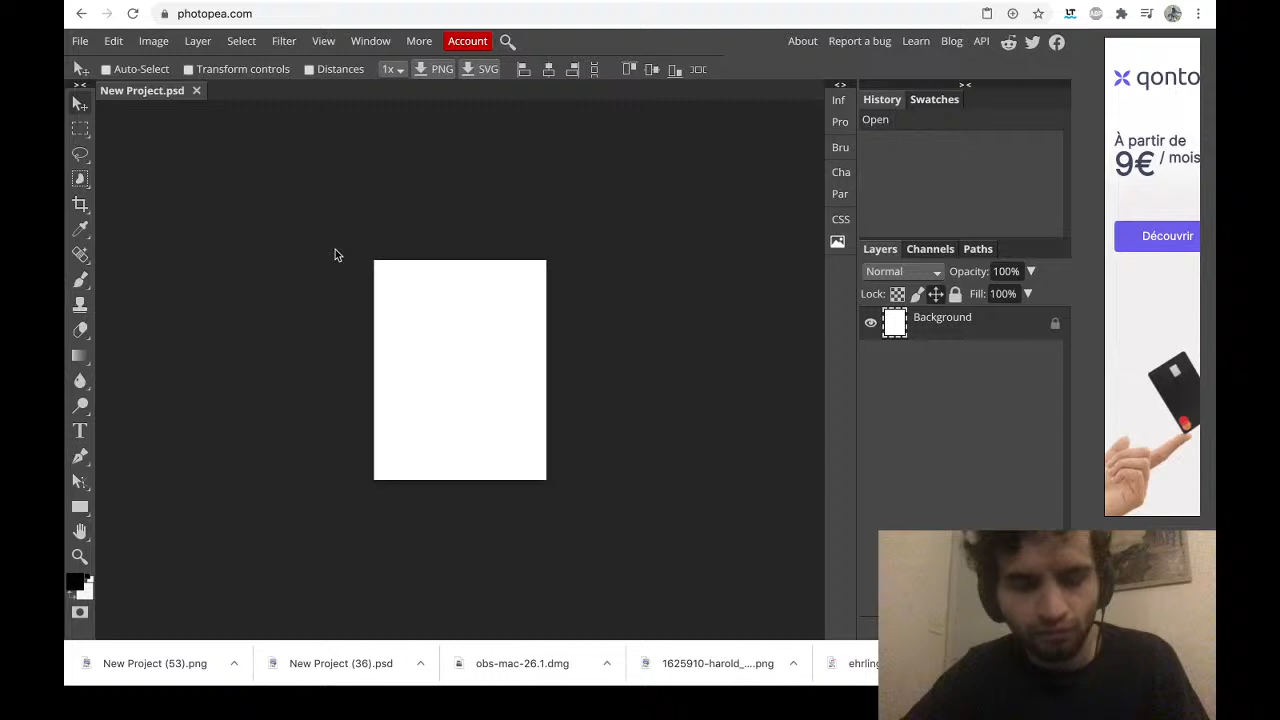 photopea.com
File Edit Image Layer Select Filter View Window More Account About Report a bug Learn Blog API
Auto-Select Transform controls Distances 1x PNG SVG
New Project.psd
qonto
À partir de
9€ / mois
Découvrir
Inf
Pro
Bru
Cha
Par
CSS
History Swatches
Open
Layers Channels Paths
Normal Opacity: 100%
Lock: Fill: 100%
Background
New Project (53).png New Project (36).psd obs-mac-26.1.dmg 1625910-harold_....png ehrling